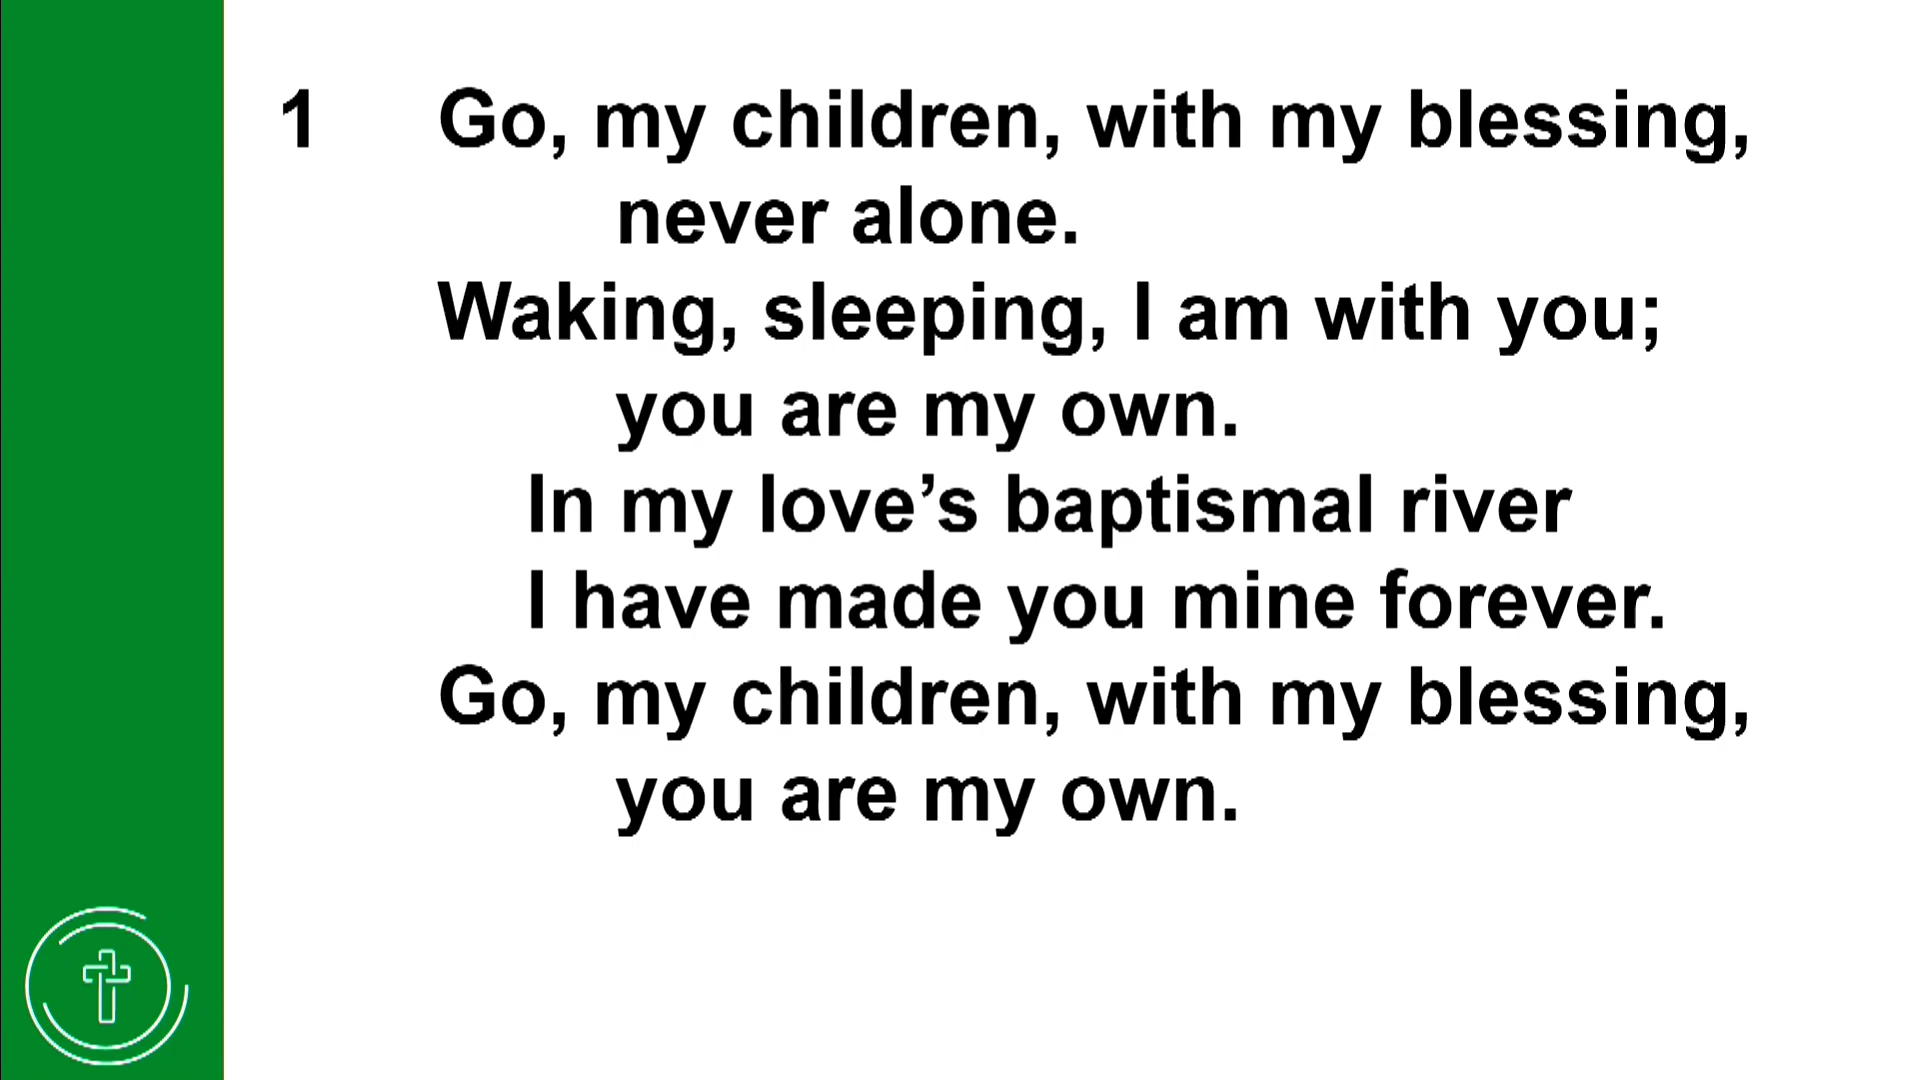 1 Go, my children, with my blessing,
never alone.
Waking, sleeping, I am with you;
you are my own.
In my love’s baptismal river
I have made you mine forever.
Go, my children, with my blessing,
you are my own.